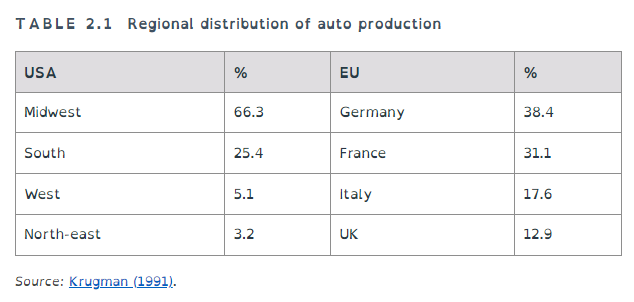 TABLE 2.1 Regional distribution of auto production
USA % EU %
Midwest 66.3 Germany 38.4
South 25.4 France 31.1
West 5.1 Italy 17.6
North-east 3.2 UK 12.9
Source: Krugman (1991).